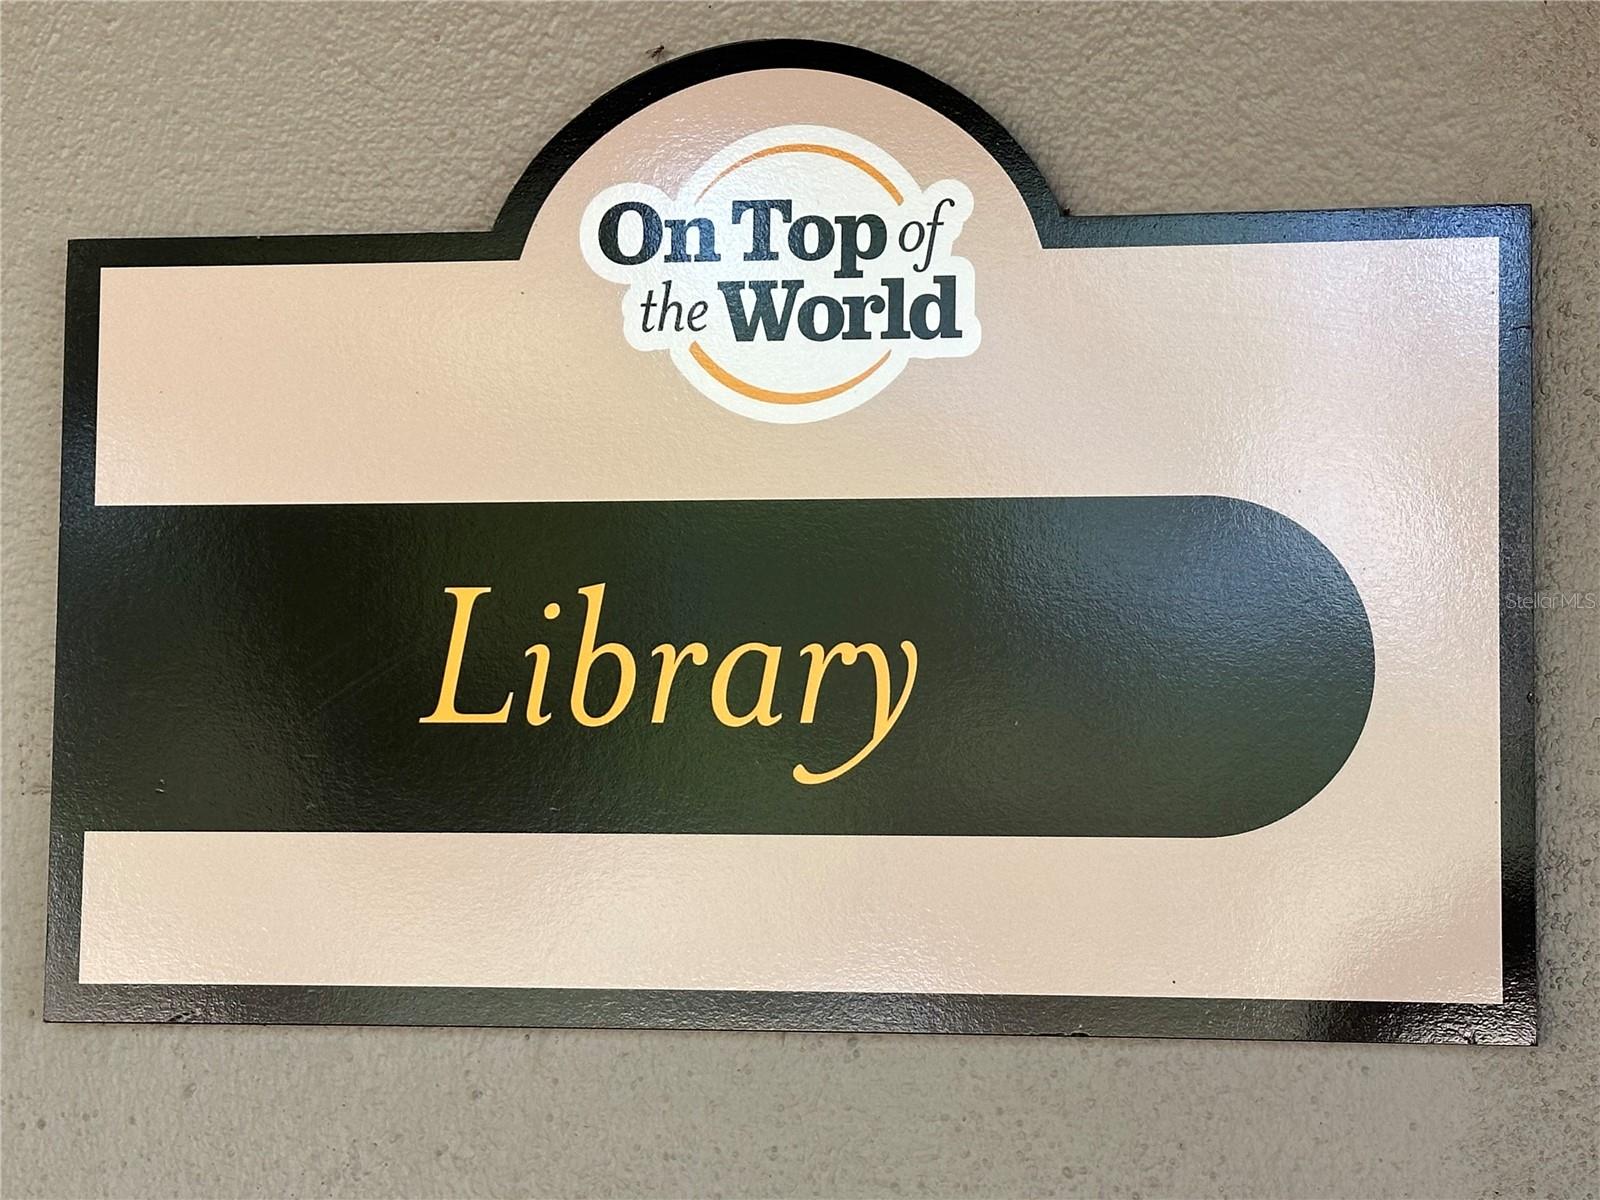 On Top of
the World
Library
StellarMLS